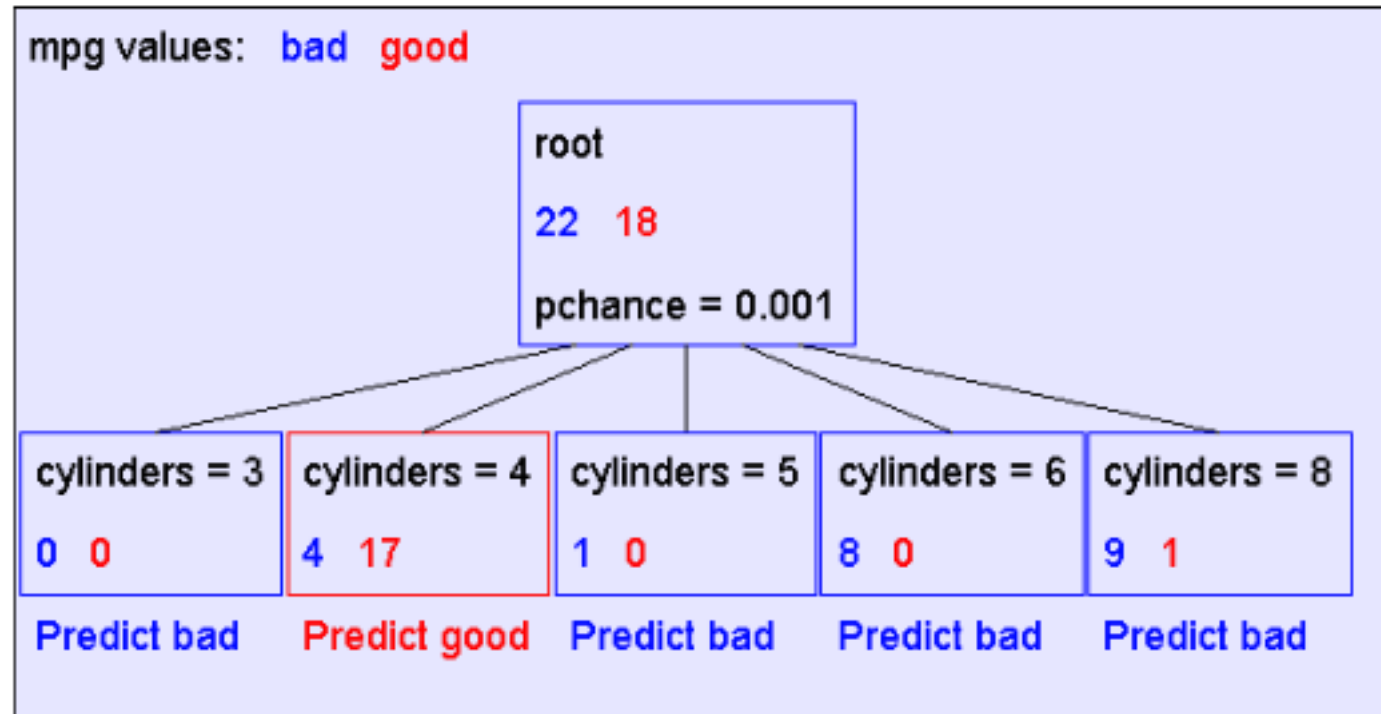 mpg values: bad good
root
22 18
pchance = 0.001
cylinders = 3
0 0
Predict bad
cylinders = 4
4 17
Predict good
cylinders = 5
1 0
Predict bad
cylinders = 6
8 0
Predict bad
cylinders = 8
9 1
Predict bad